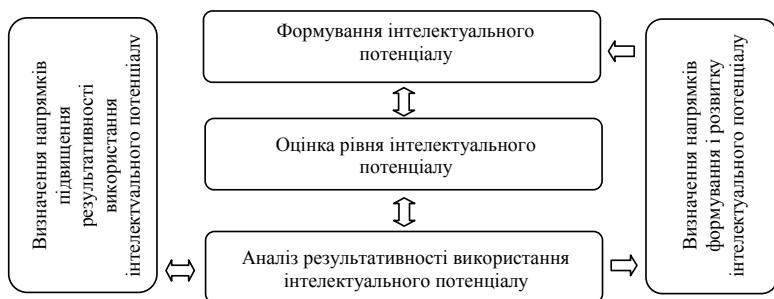 Визначення напрямків
підвищення
результативності
використання
інтелектуального потенціалу
Формування інтелектуального
потенціалу
Оцінка рівня інтелектуального
потенціалу
Аналіз результативності використання
інтелектуального потенціалу
Визначення напрямків
формування і розвитку
інтелектуального потенціалу